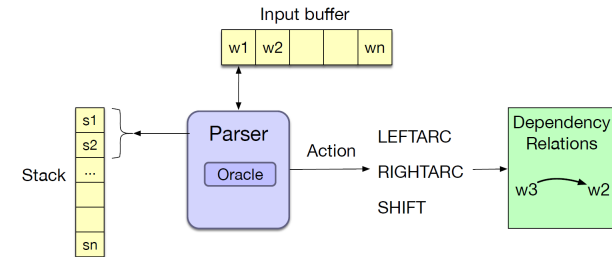 Input buffer
w1 w2 wn
s1
s2
...
sn
Stack
Parser
Oracle
Action
LEFTARC
RIGHTARC
SHIFT
Dependency
Relations
w3 w2